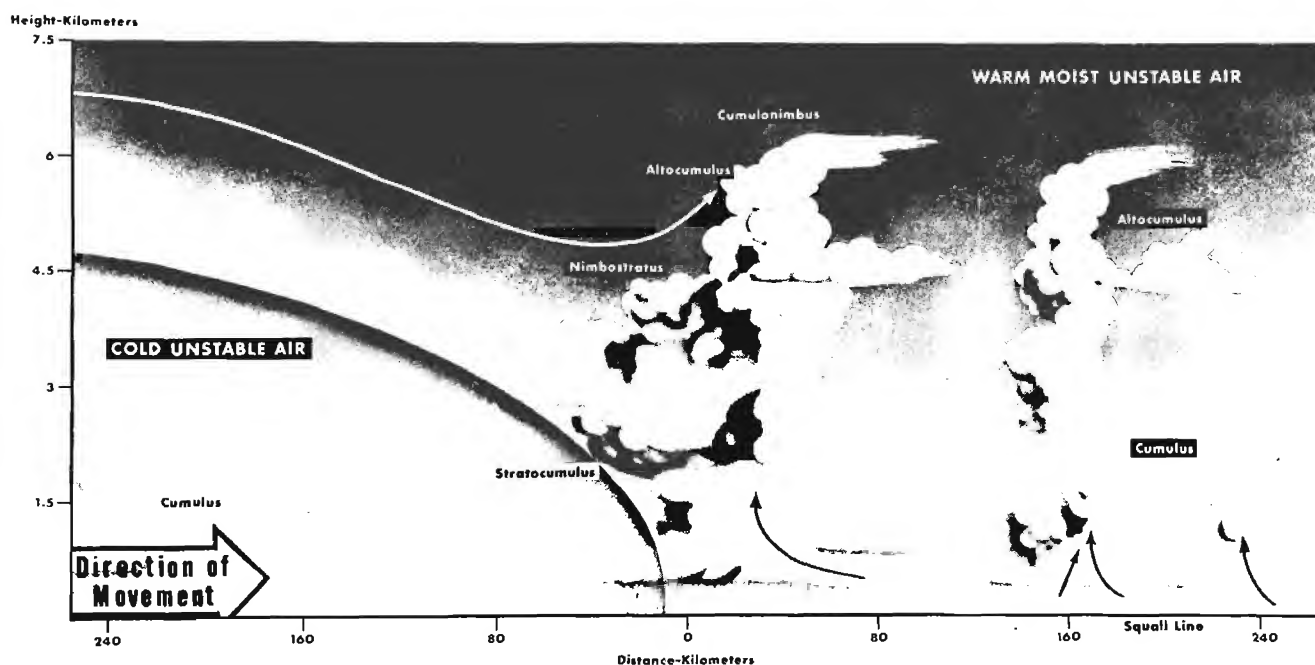 Height-Kilometers
7.5
WARM MOIST UNSTABLE AIR
Cumulonimbus
6
Altocumulus
Altocumulus
Nimbostratus
4.5
COLD UNSTABLE AIR
3
Cumulus
Stratocumulus
1.5
Cumulus
Direction of
Movement
Squall Line
240 160 80 0 80 160 240
Distance-Kilometers